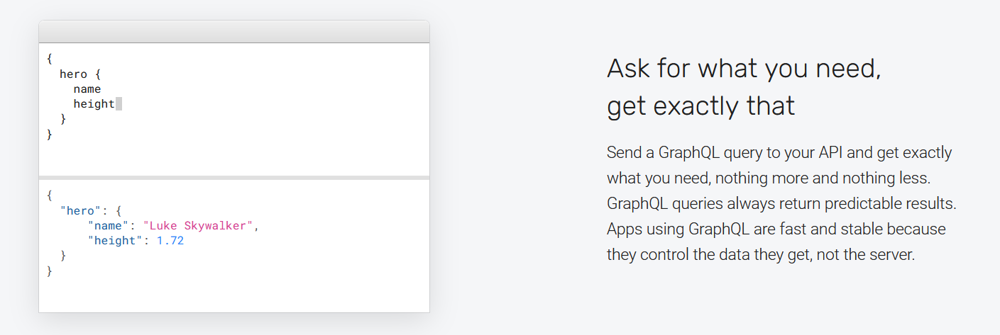 {
  hero {
    name
    height
  }
}
{
  "hero": {
      "name": "Luke Skywalker",
      "height": 1.72
  }
}
Ask for what you need,
get exactly that
Send a GraphQL query to your API and get exactly
what you need, nothing more and nothing less.
GraphQL queries always return predictable results.
Apps using GraphQL are fast and stable because
they control the data they get, not the server.